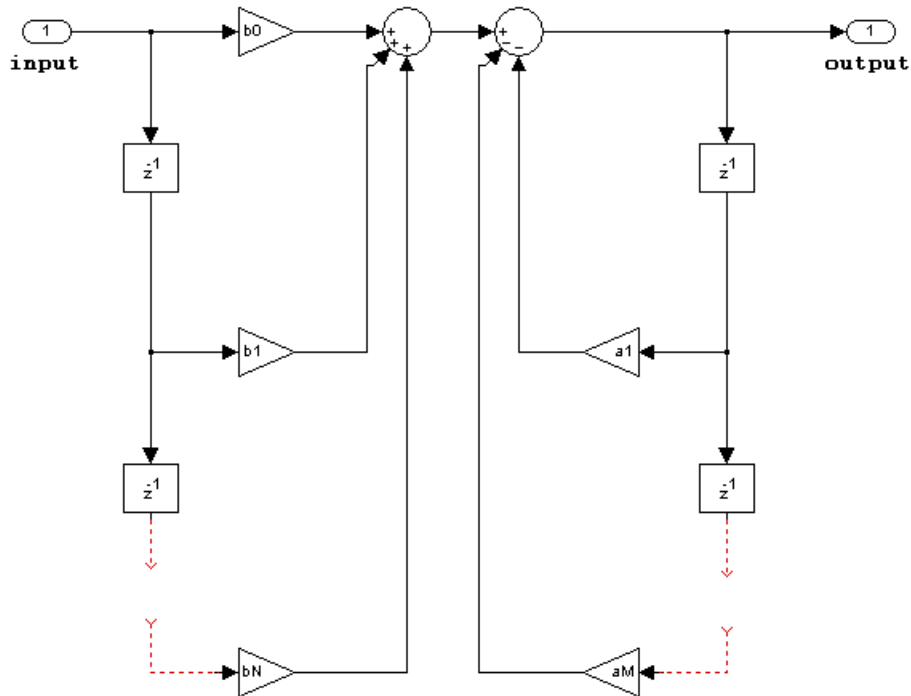 1
b0
+
+
+
+
−
−
1
input
output
z-1
z-1
b1
a1
z-1
z-1
bN
aM